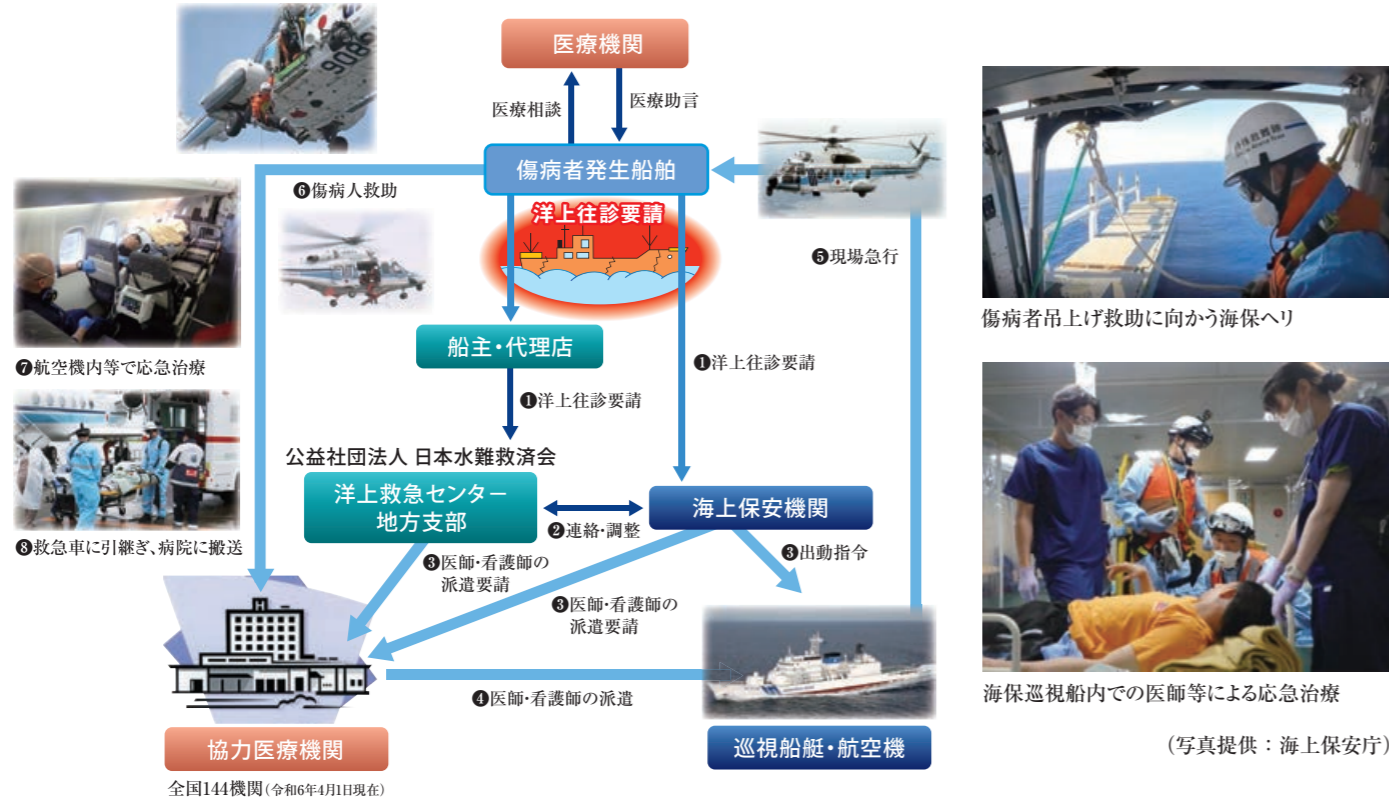 医療機関
医療相談
医療助言
傷病者発生船舶
❻傷病人救助
洋上往診要請
❺現場急行
傷病者吊上げ救助に向かう海保ヘリ
船主・代理店
❼航空機内等で応急治療
❶洋上往診要請
❶洋上往診要請
公益社団法人 日本水難救済会
洋上救急センター
地方支部
海上保安機関
❷連絡・調整
❽救急車に引継ぎ、病院に搬送
❸医師・看護師の
派遣要請
❸出動指令
❸医師・看護師の
派遣要請
H
❹医師・看護師の派遣
海保巡視船内での医師等による応急治療
協力医療機関
巡視船艇・航空機
(写真提供：海上保安庁)
全国144機関(令和6年4月1日現在)